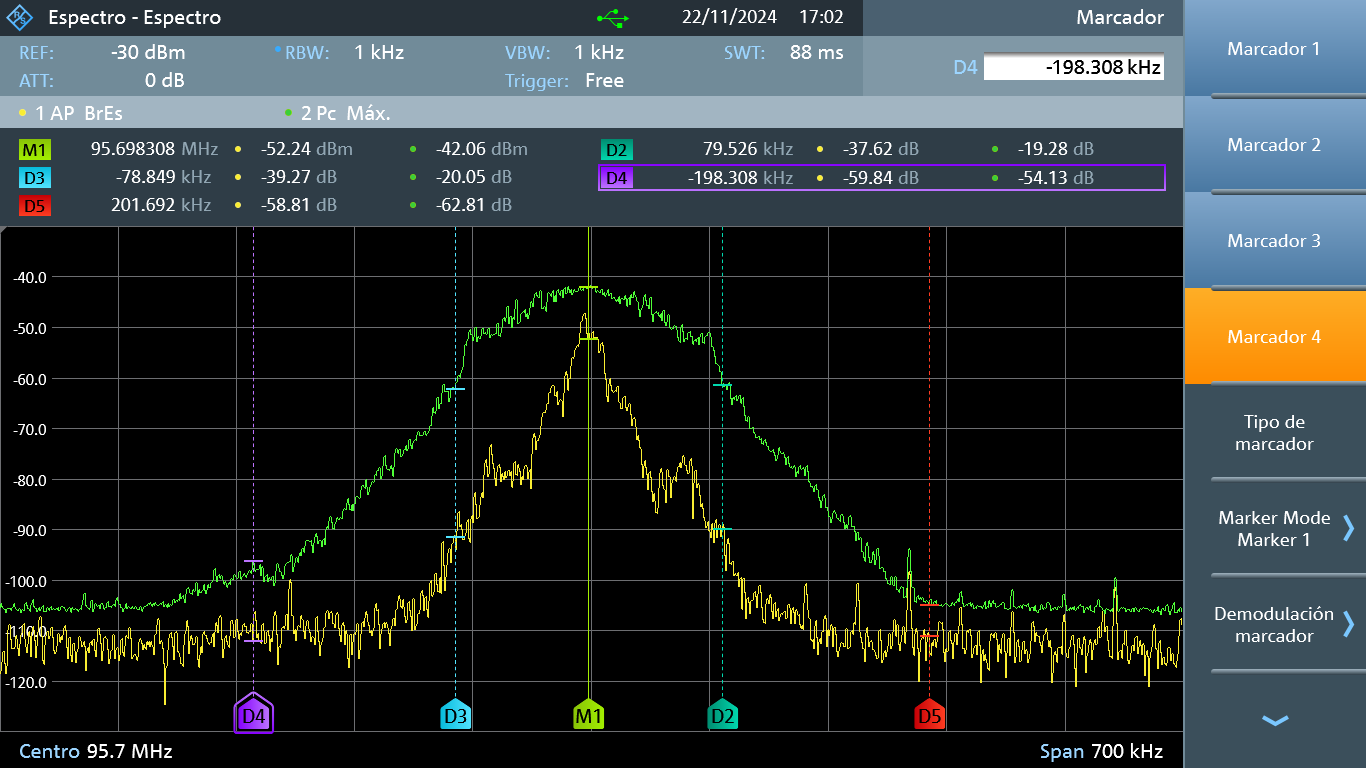 Espectro - Espectro 22/11/2024 17:02 Marcador
REF: -30 dBm RBW: 1 kHz VBW: 1 kHz SWT: 88 ms
ATT: 0 dB Trigger: Free
D4 -198.308 kHz
1 AP BrEs 2 Pc Máx.
M1 95.698308 MHz -52.24 dBm -42.06 dBm D2 79.526 kHz -37.62 dB -19.28 dB
D3 -78.849 kHz -39.27 dB -20.05 dB D4 -198.308 kHz -59.84 dB -54.13 dB
D5 201.692 kHz -58.81 dB -62.81 dB
-40.0
-50.0
-60.0
-70.0
-80.0
-90.0
-100.0
-110.0
-120.0
D4 D3 M1 D2 D5
Centro 95.7 MHz Span 700 kHz
Marcador 1
Marcador 2
Marcador 3
Marcador 4
Tipo de
marcador
Marker Mode
Marker 1
Demodulación
marcador